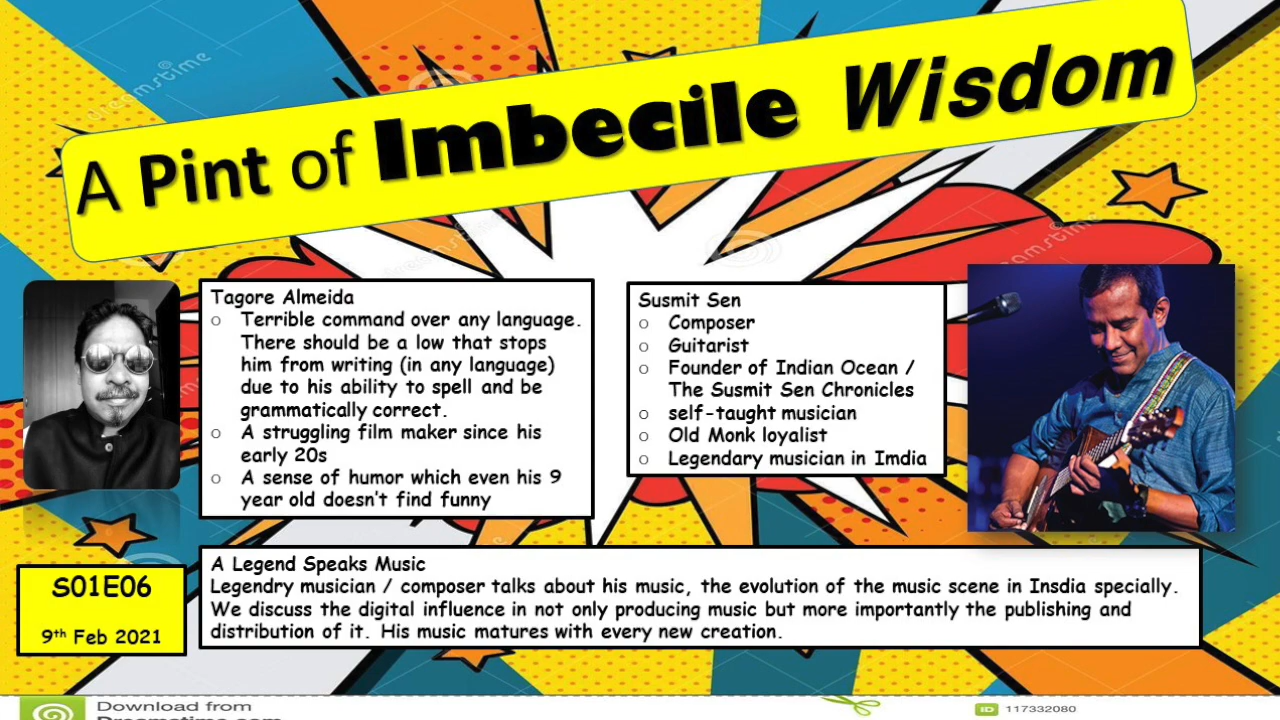 A Pint of Imbecile Wisdom
Tagore Almeida
o Terrible command over any language.
There should be a low that stops
him from writing (in any language)
due to his ability to spell and be
grammatically correct.
o A struggling film maker since his
early 20s
o A sense of humor which even his 9
year old doesn't find funny
Susmit Sen
o Composer
o Guitarist
o Founder of Indian Ocean /
The Susmit Sen Chronicles
o self-taught musician
o Old Monk loyalist
o Legendary musician in Imdia
S01E06
9th Feb 2021
A Legend Speaks Music
Legendry musician / composer talks about his music, the evolution of the music scene in Insdia specially.
We discuss the digital influence in not only producing music but more importantly the publishing and
distribution of it. His music matures with every new creation.
dreamstime
dreamstime
Download from
Dreamstime.com
ID 117332080